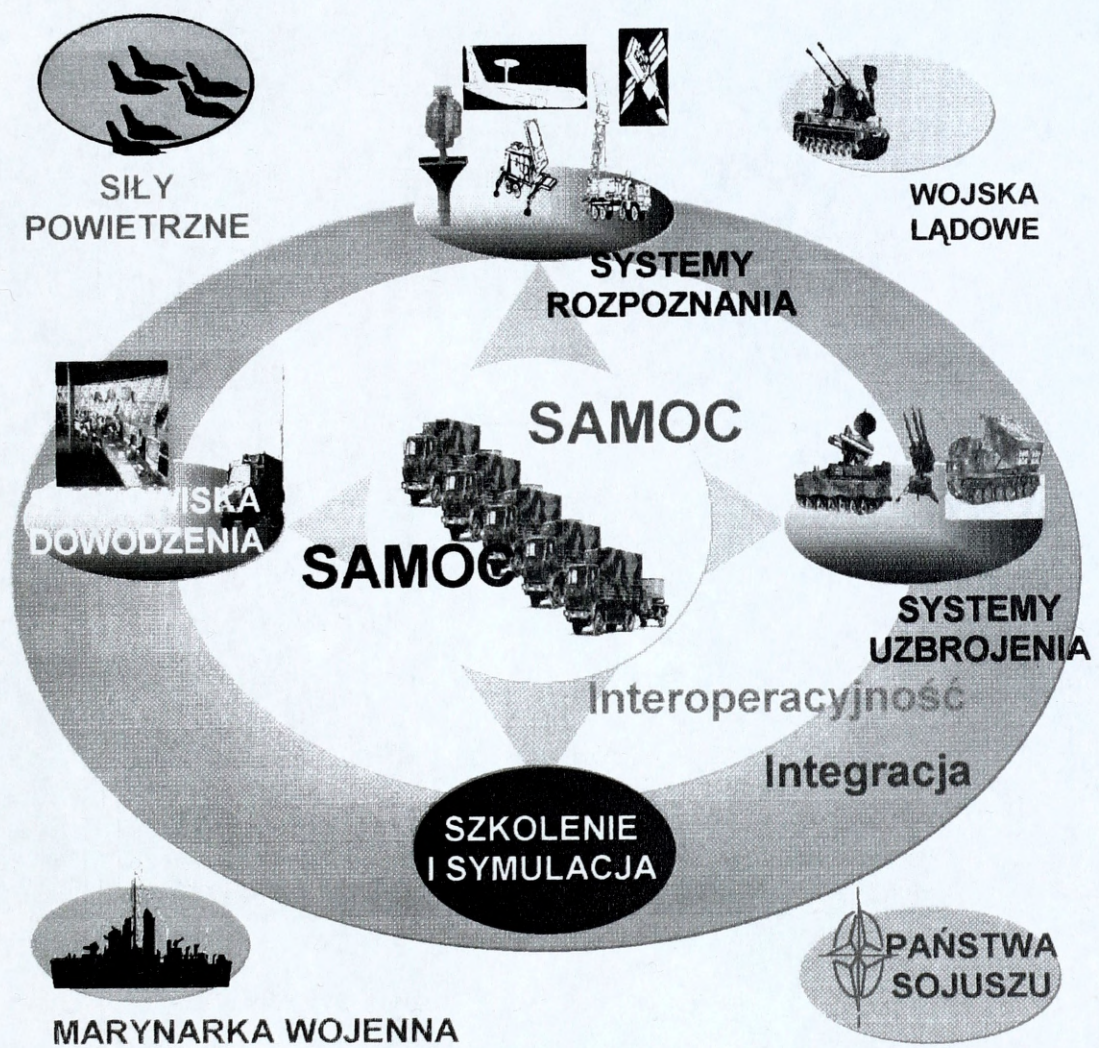 SIŁY
POWIETRZNE
WOJSKA
LĄDOWE
SYSTEMY
ROZPOZNANIA
SAMOC
DOWODZENIA
SAMOC
SYSTEMY
UZBROJENIA
Interoperacyjność
Integracja
SZKOLENIE
I SYMULACJA
PAŃSTWA
SOJUSZU
MARYNARKA WOJENNA